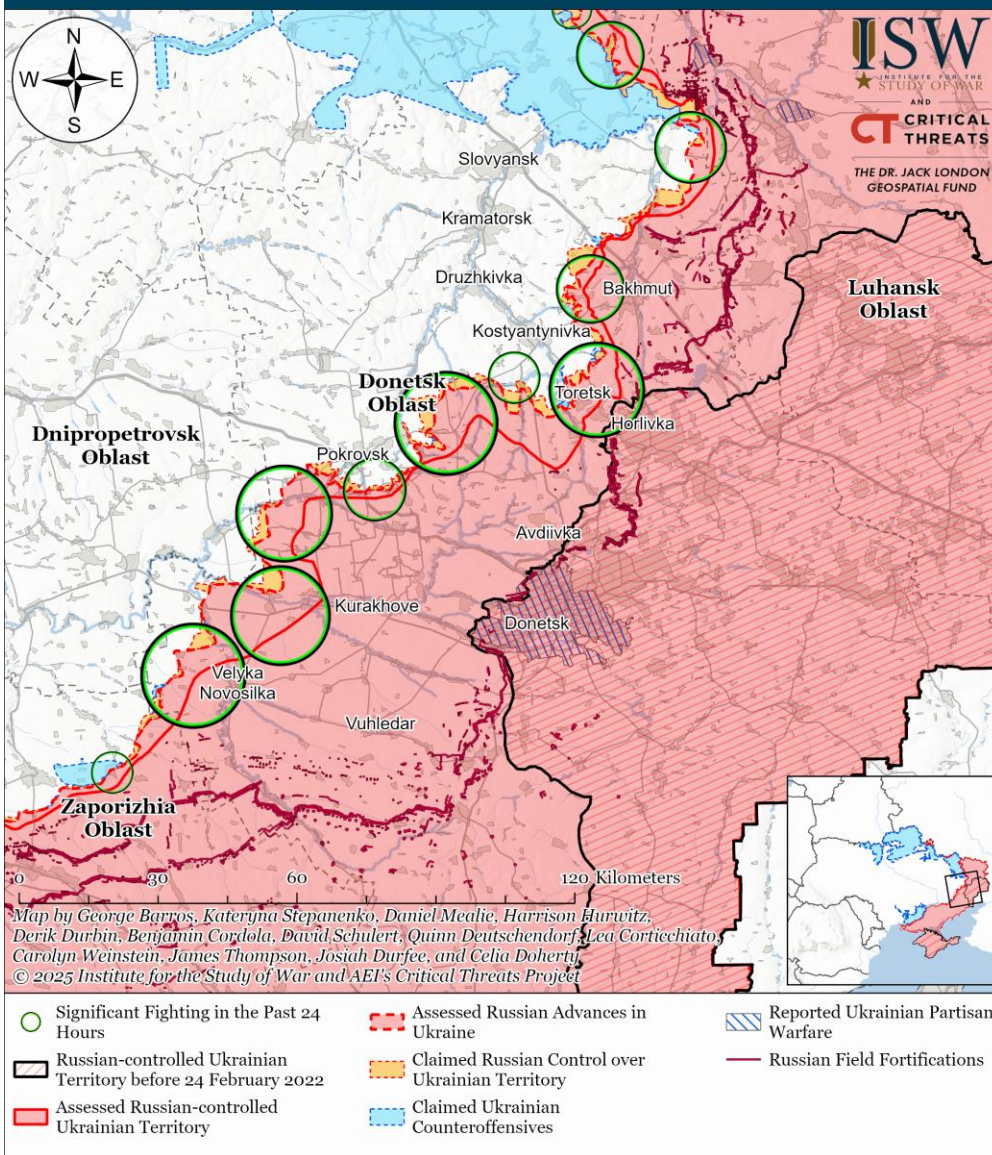 N
W
E
S
ISW
INSTITUTE FOR THE
STUDY OF WAR
AND
CT CRITICAL
THREATS
THE DR. JACK LONDON
GEOSPATIAL FUND
Slovyansk
Kramatorsk
Druzhkivka
Bakhmut
Luhansk
Oblast
Kostyantynivka
Donetsk
Oblast
Toretsk
Horlivka
Dnipropetrovsk
Oblast
Pokrovsk
Avdiivka
Kurakhove
Donetsk
Velyka
Novosilka
Vuhledar
Zaporizhia
Oblast
0
30
60
120 Kilometers
Map by George Barros, Kateryna Stepanenko, Daniel Mealie, Harrison Hurwitz,
Derik Durbin, Benjamin Cordola, David Schulert, Quinn Deutschendorf, Lea Corticchiato,
Carolyn Weinstein, James Thompson, Josiah Durfee, and Celia Doherty
© 2025 Institute for the Study of War and AEI's Critical Threats Project
Significant Fighting in the Past 24
Hours
Russian-controlled Ukrainian
Territory before 24 February 2022
Assessed Russian-controlled
Ukrainian Territory
Assessed Russian Advances in
Ukraine
Claimed Russian Control over
Ukrainian Territory
Claimed Ukrainian
Counteroffensives
Reported Ukrainian Partisan
Warfare
Russian Field Fortifications